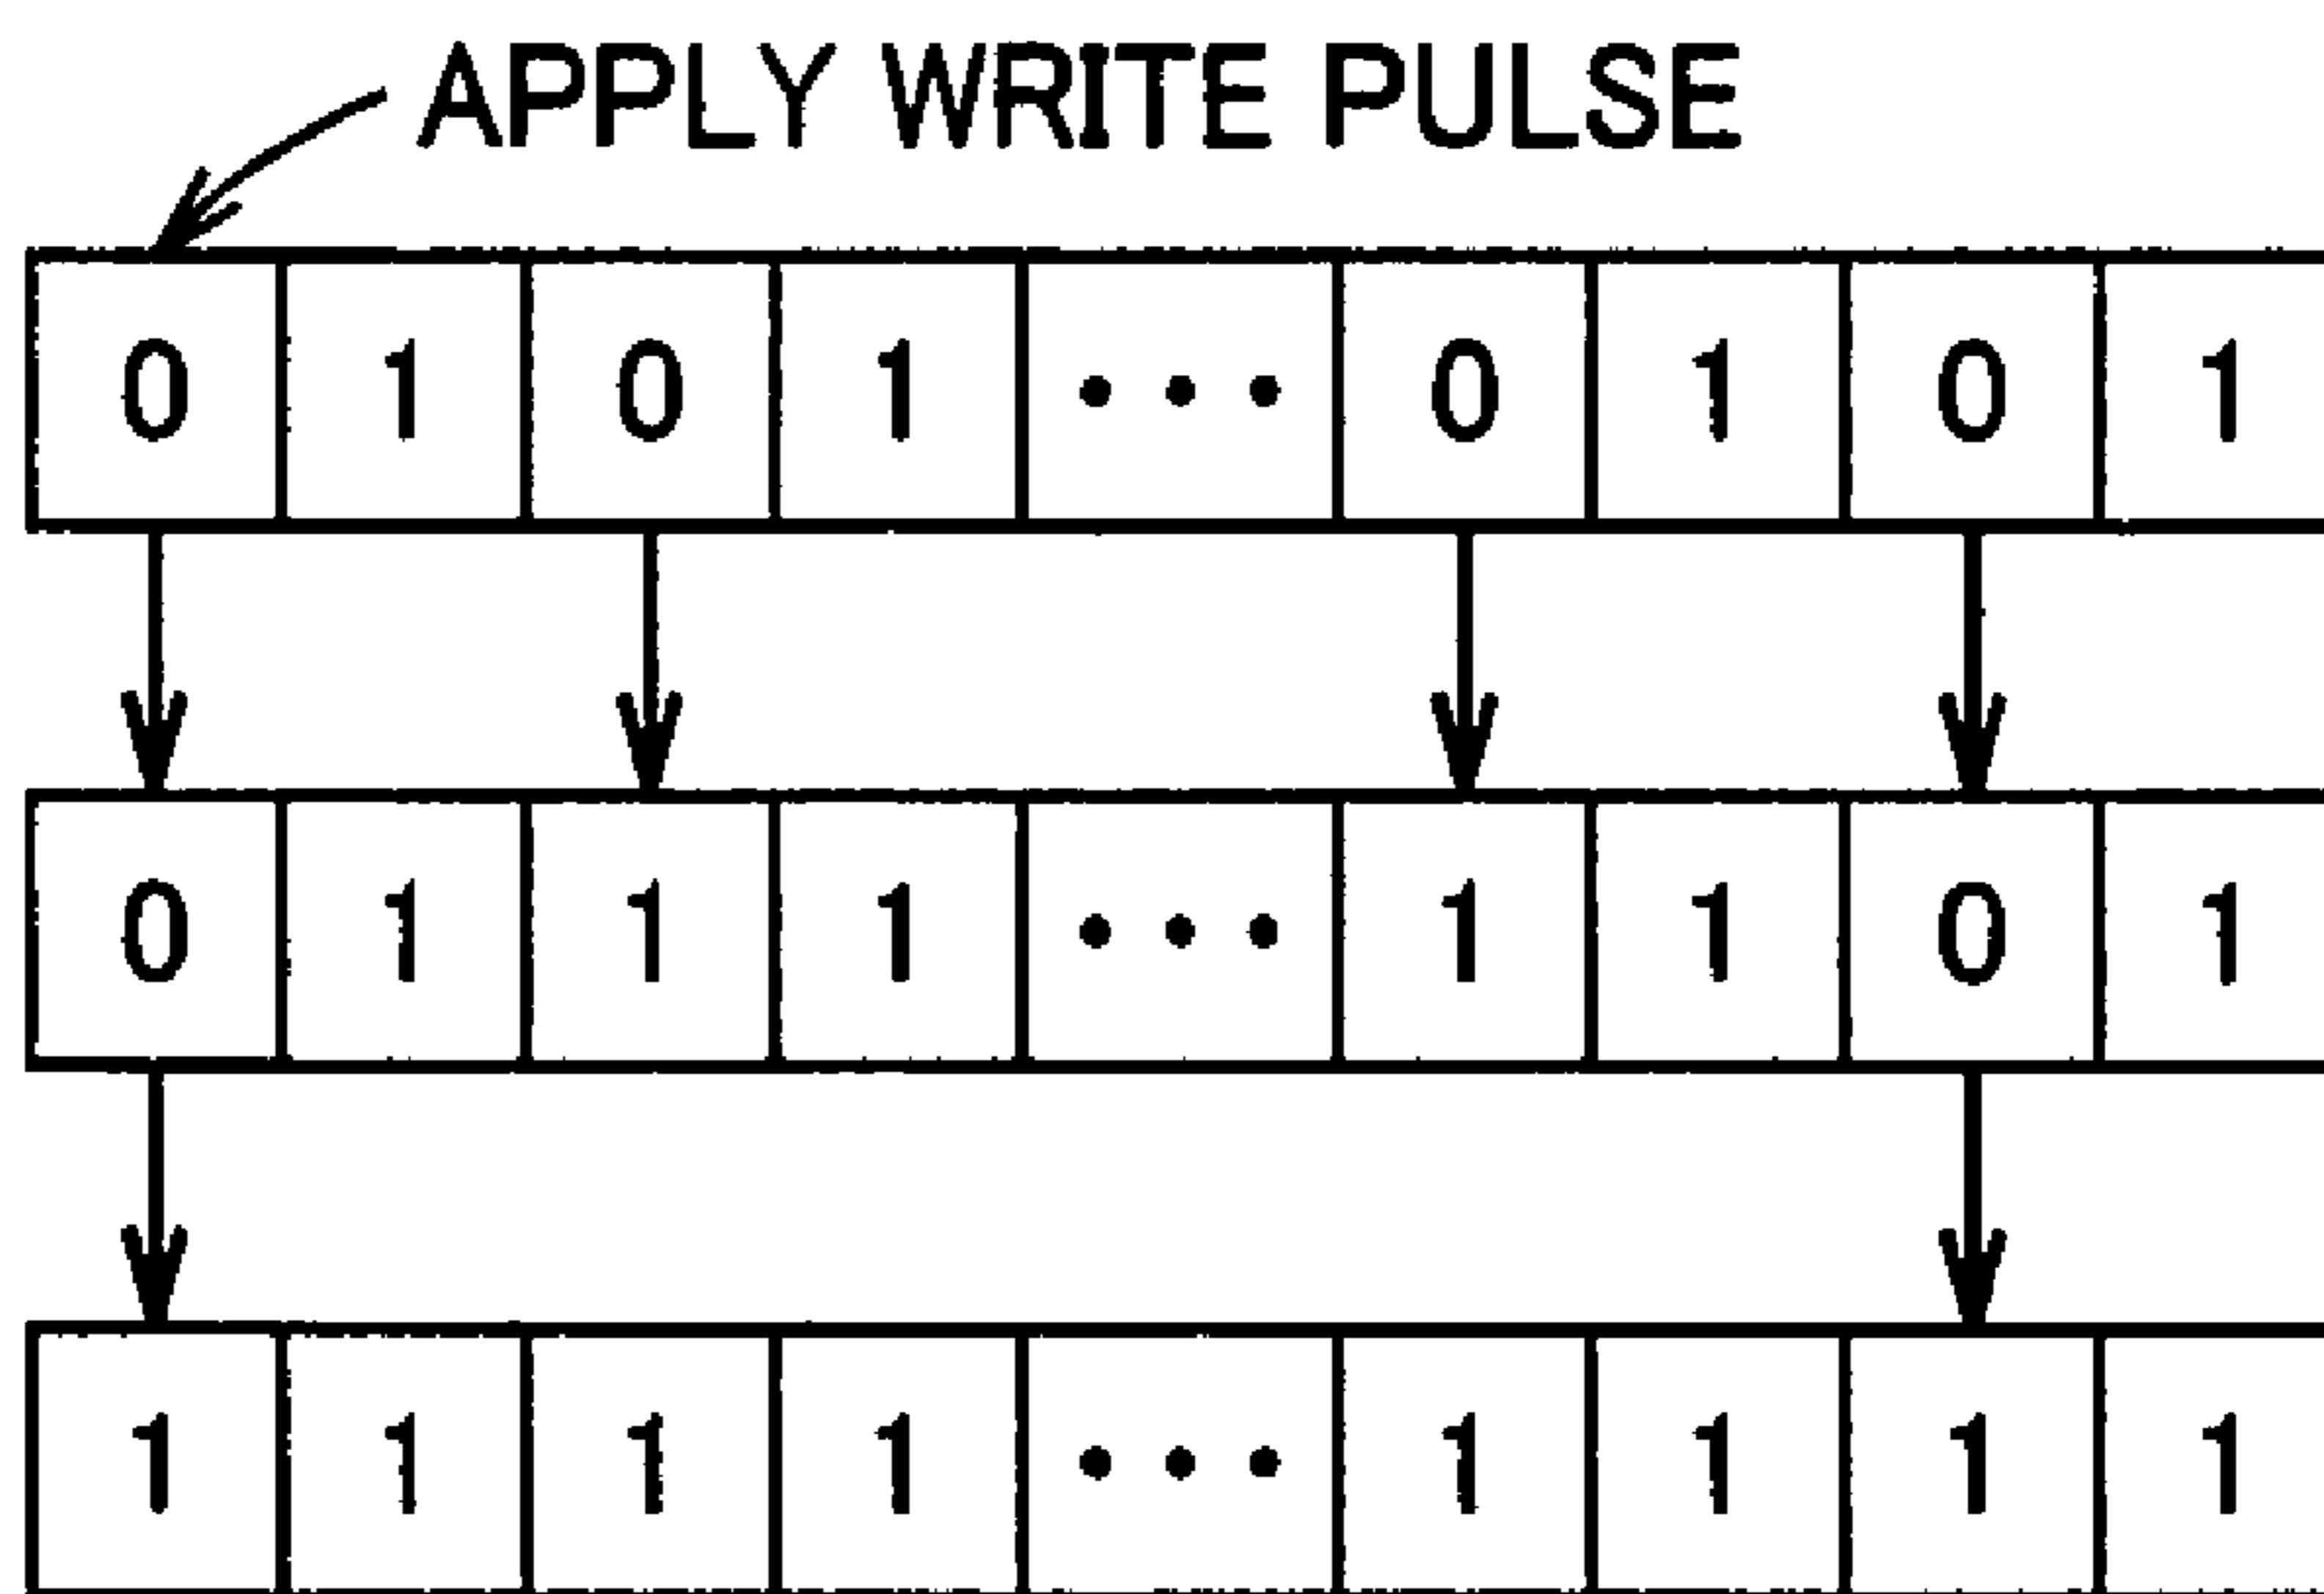 APPLY WRITE PULSE
0 1 0 1 ••• 0 1 0 1
0 1 1 1 ••• 1 1 0 1
1 1 1 1 ••• 1 1 1 1